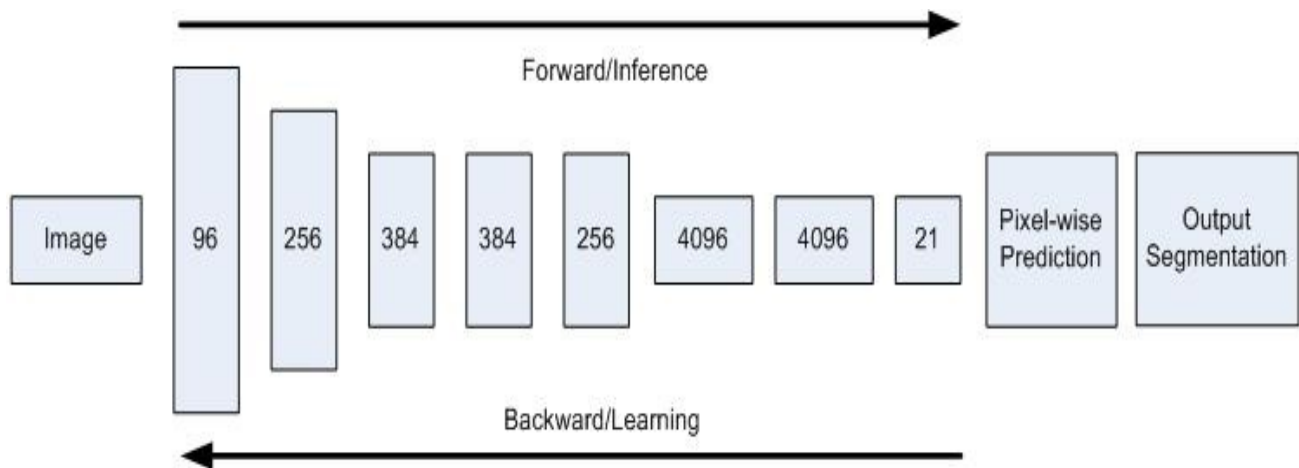 Forward/Inference
Image
96
256
384
384
256
4096
4096
21
Pixel-wise
Prediction
Output
Segmentation
Backward/Learning